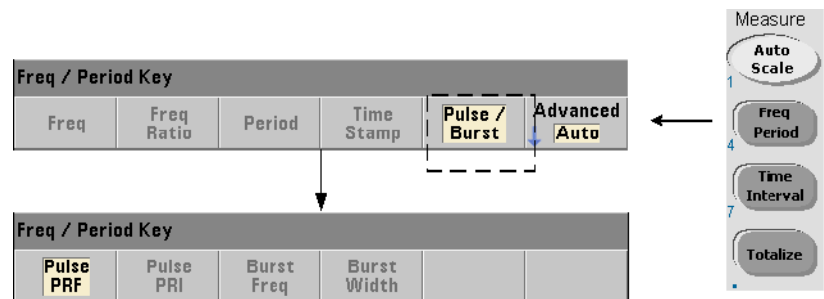 Measure
Auto
Scale
1
Freq / Period Key
Freq
Freq
Ratio
Period
Time
Stamp
Pulse /
Burst
Advanced
Auto
Freq
Period
4
Time
Interval
7
Totalize
.
Freq / Period Key
Pulse
PRF
Pulse
PRI
Burst
Freq
Burst
Width